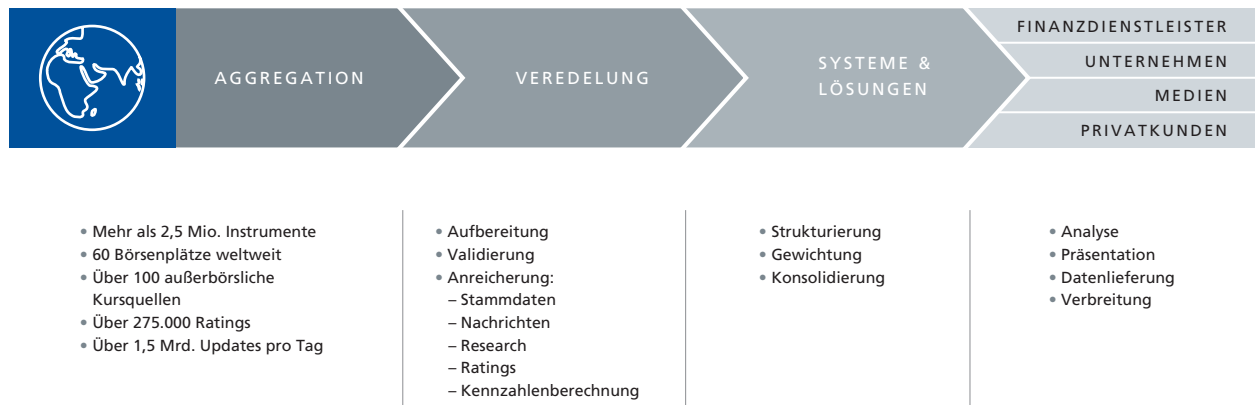 AGGREGATION
VEREDELUNG
SYSTEME &
LÖSUNGEN
FINANZDIENSTLEISTER
UNTERNEHMEN
MEDIEN
PRIVATKUNDEN
• Mehr als 2,5 Mio. Instrumente
• 60 Börsenplätze weltweit
• Über 100 außerbörsliche
Kursquellen
• Über 275.000 Ratings
• Über 1,5 Mrd. Updates pro Tag
• Aufbereitung
• Validierung
• Anreicherung:
– Stammdaten
– Nachrichten
– Research
– Ratings
– Kennzahlenberechnung
• Strukturierung
• Gewichtung
• Konsolidierung
• Analyse
• Präsentation
• Datenlieferung
• Verbreitung